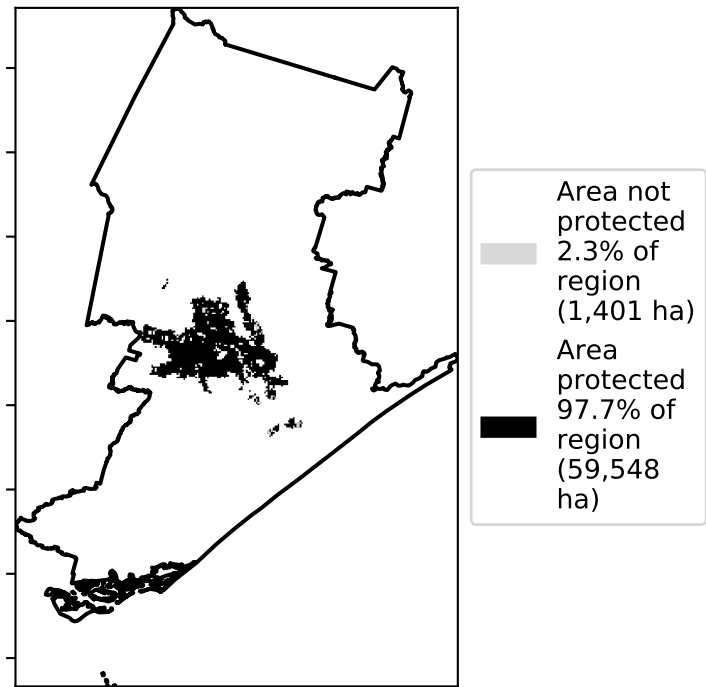 Area not
protected
2.3% of
region
(1,401 ha)
Area
protected
97.7% of
region
(59,548
ha)